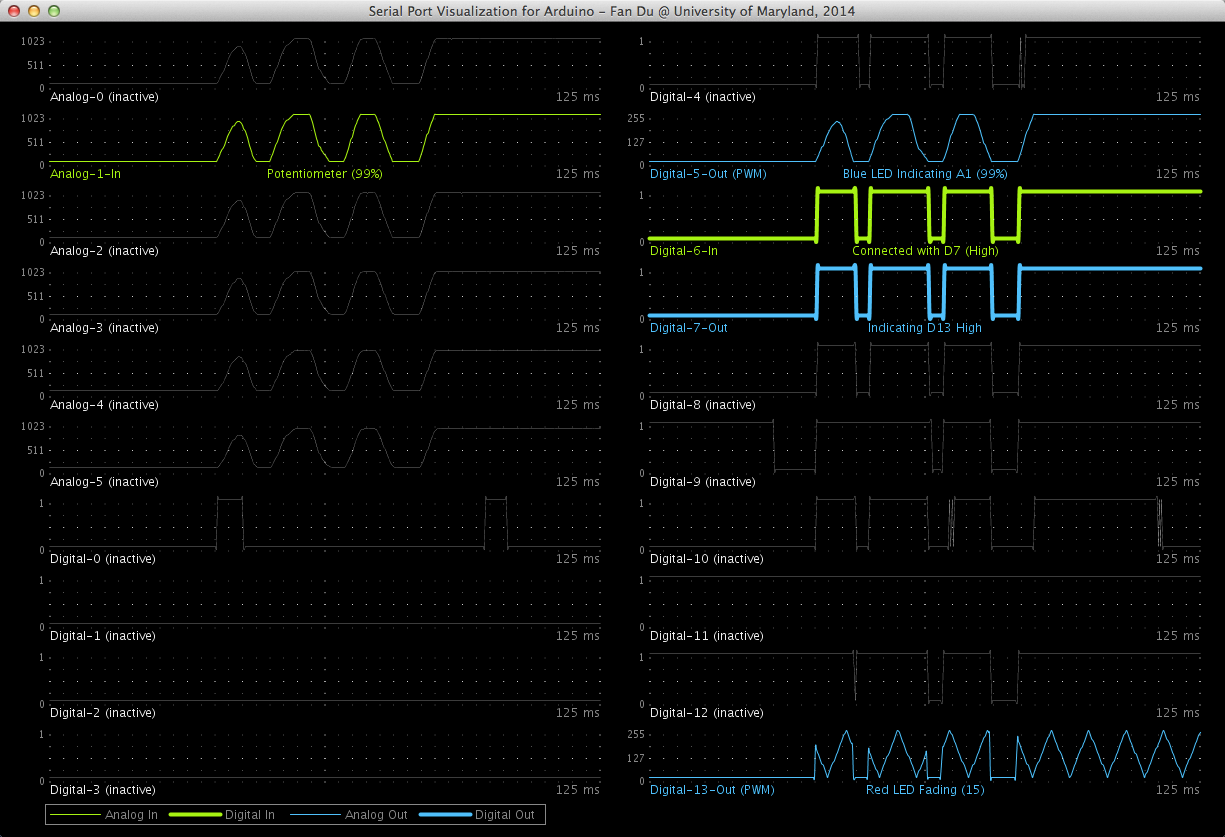 Serial Port Visualization for Arduino - Fan Du @ University of Maryland, 2014
1023
511
0
Analog-0 (inactive) 125 ms
1023
511
0
Analog-1-In Potentiometer (99%) 125 ms
1023
511
0
Analog-2 (inactive) 125 ms
1023
511
0
Analog-3 (inactive) 125 ms
1023
511
0
Analog-4 (inactive) 125 ms
1023
511
0
Analog-5 (inactive) 125 ms
1
0
Digital-0 (inactive) 125 ms
1
0
Digital-1 (inactive) 125 ms
1
0
Digital-2 (inactive) 125 ms
1
0
Digital-3 (inactive) 125 ms
1
0
Digital-4 (inactive) 125 ms
255
127
0
Digital-5-Out (PWM) Blue LED Indicating A1 (99%) 125 ms
1
0
Digital-6-In Connected with D7 (High) 125 ms
1
0
Digital-7-Out Indicating D13 High 125 ms
1
0
Digital-8 (inactive) 125 ms
1
0
Digital-9 (inactive) 125 ms
1
0
Digital-10 (inactive) 125 ms
1
0
Digital-11 (inactive) 125 ms
1
0
Digital-12 (inactive) 125 ms
255
127
0
Digital-13-Out (PWM) Red LED Fading (15) 125 ms
Analog In Digital In Analog Out Digital Out